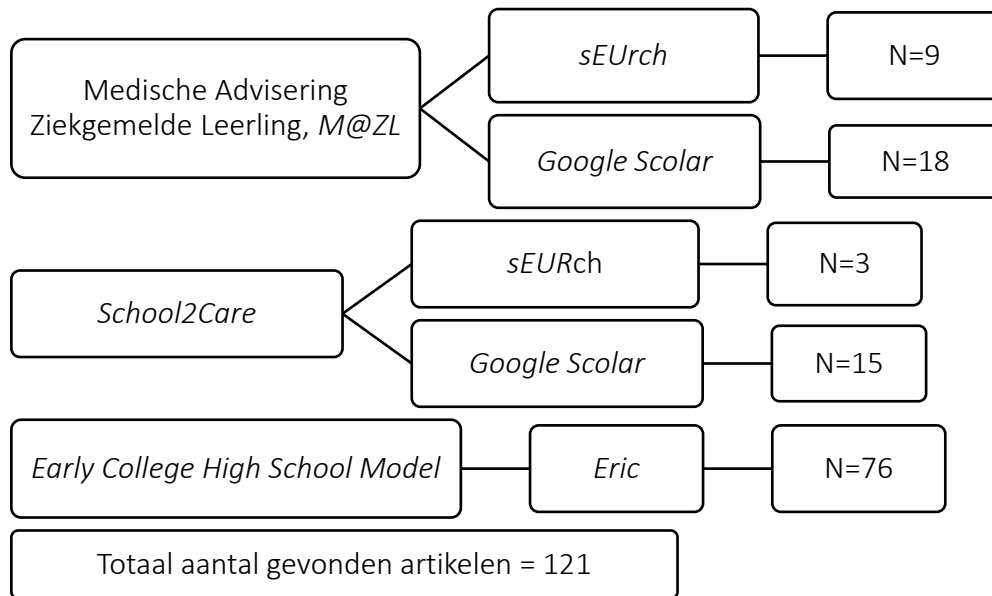 Medische Advisering
Ziekgemelde Leerling, M@ZL
sEUrch
N=9
Google Scolar
N=18
School2Care
sEURch
N=3
Google Scolar
N=15
Early College High School Model
Eric
N=76
Totaal aantal gevonden artikelen = 121